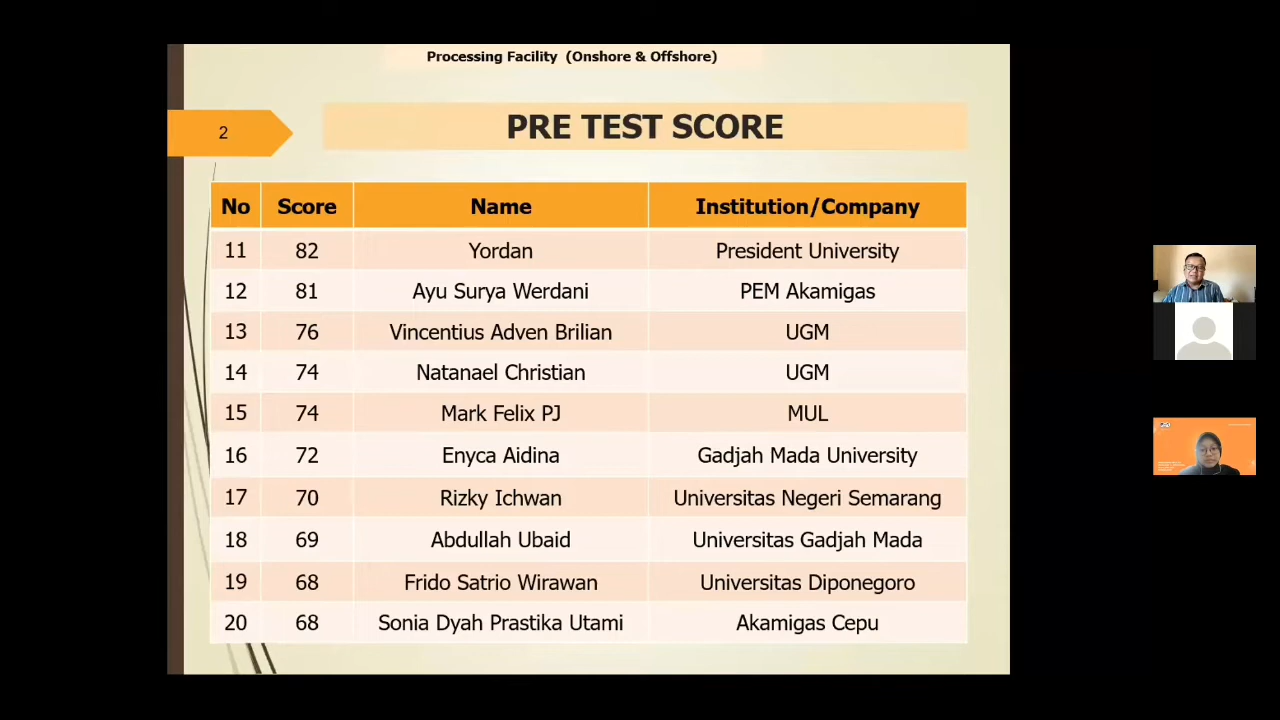 Processing Facility (Onshore & Offshore)
2
PRE TEST SCORE
No Score Name Institution/Company
11 82 Yordan President University
12 81 Ayu Surya Werdani PEM Akamigas
13 76 Vincentius Adven Brilian UGM
14 74 Natanael Christian UGM
15 74 Mark Felix PJ MUL
16 72 Enyca Aidina Gadjah Mada University
17 70 Rizky Ichwan Universitas Negeri Semarang
18 69 Abdullah Ubaid Universitas Gadjah Mada
19 68 Frido Satrio Wirawan Universitas Diponegoro
20 68 Sonia Dyah Prastika Utami Akamigas Cepu